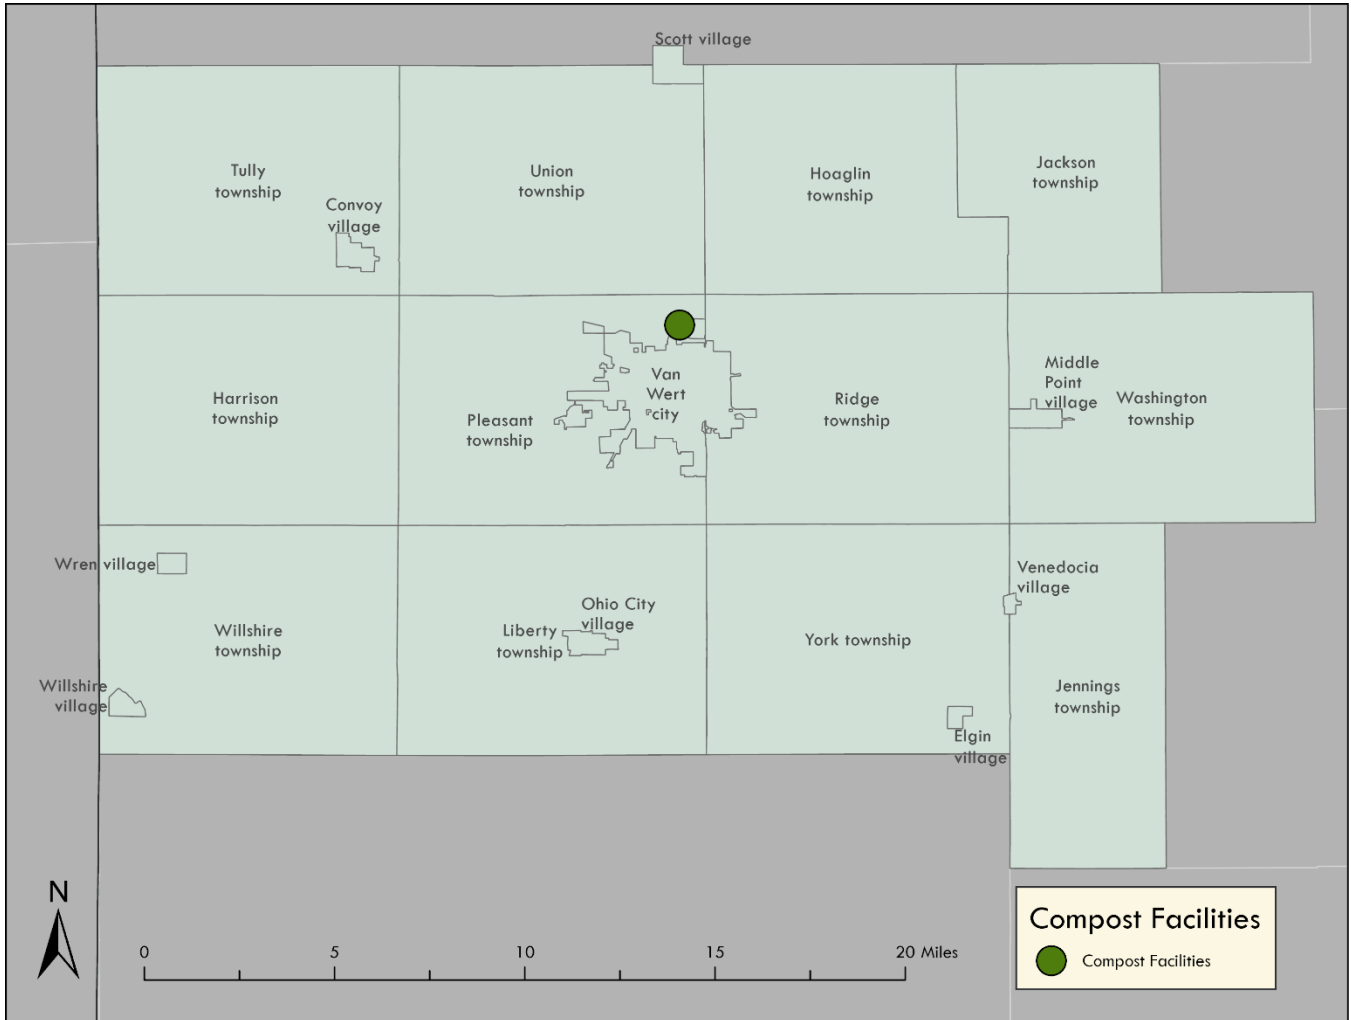 Scott village
Tully
township
Union
township
Hoaglin
township
Jackson
township
Convoy
village
Harrison
township
Pleasant
township
Van
Wert
city
Ridge
township
Middle
Point
village
Washington
township
Wren village
Willshire
township
Ohio City
village
Liberty
township
York township
Venedocia
village
Willshire
village
Jennings
township
Elgin
village
N
0 5 10 15 20 Miles
Compost Facilities
Compost Facilities